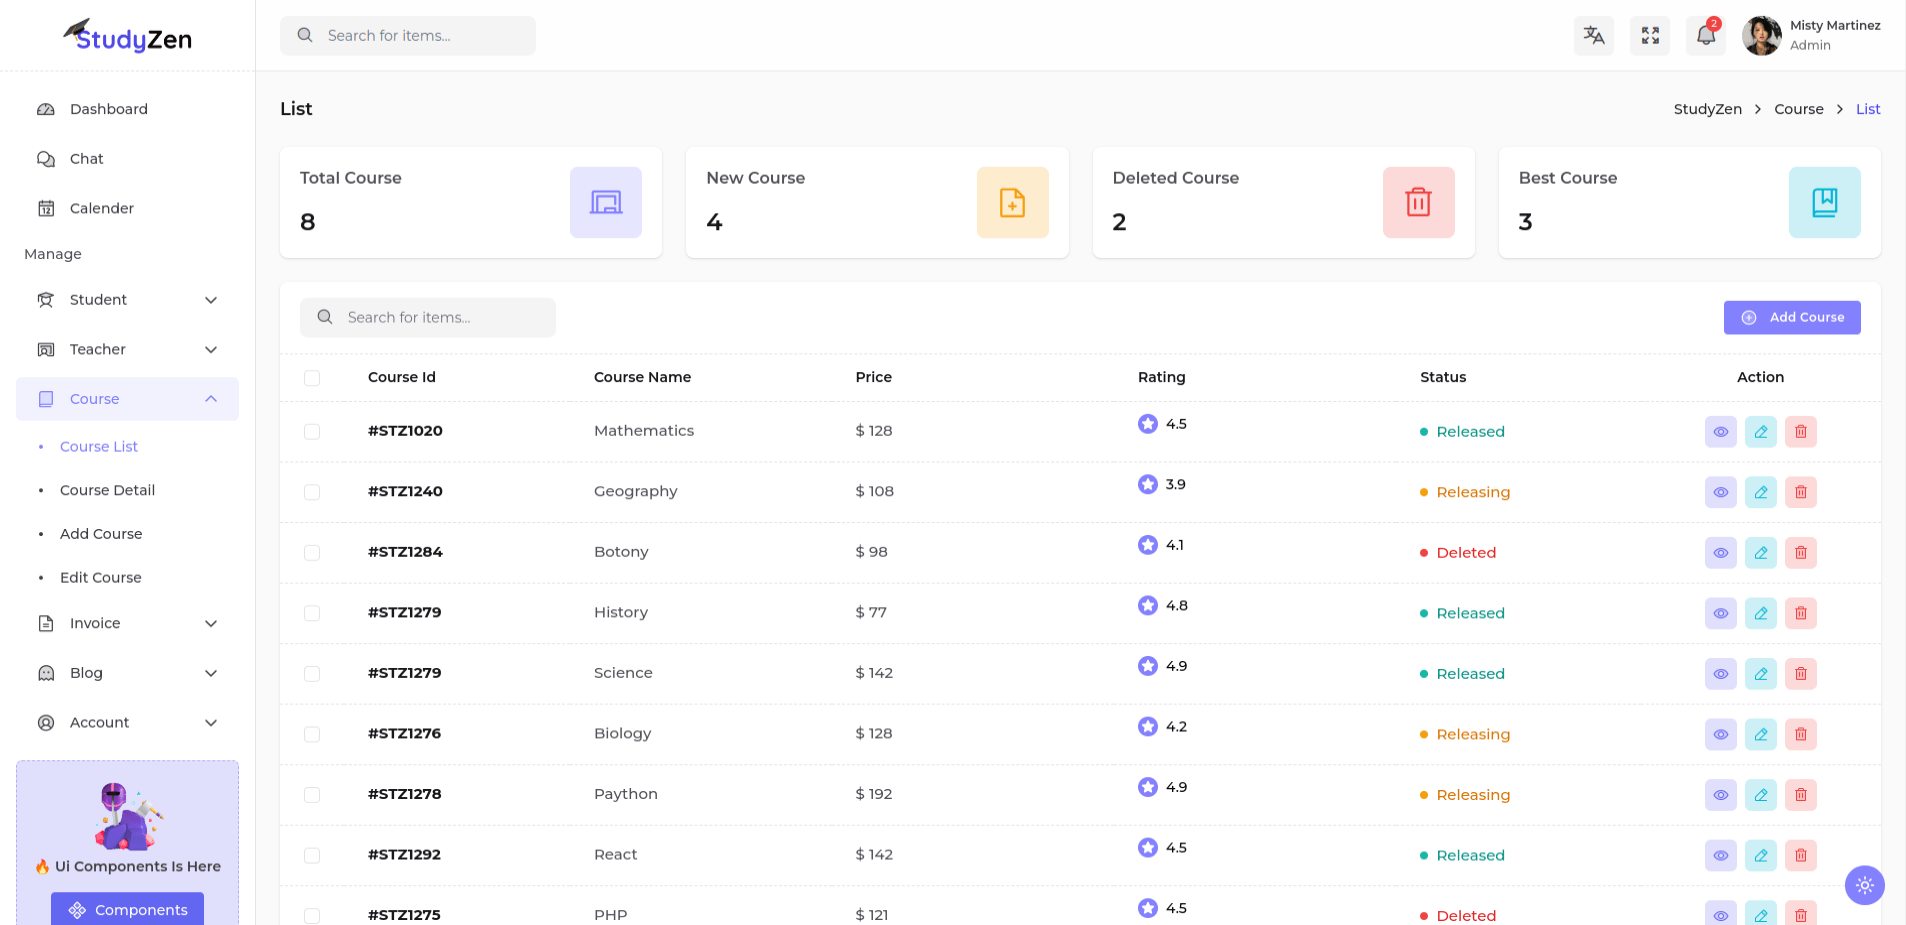 StudyZen
Search for items...
2
Misty Martinez
Admin
Dashboard
Chat
12
Calender
Manage
Student
Teacher
Course
Course List
Course Detail
Add Course
Edit Course
Invoice
Blog
Account
🔥 Ui Components Is Here
Components
List
StudyZen > Course > List
Total Course
8
New Course
4
Deleted Course
2
Best Course
3
Search for items...
Add Course
Course Id Course Name Price Rating Status Action
#STZ1020 Mathematics $ 128 4.5 Released
#STZ1240 Geography $ 108 3.9 Releasing
#STZ1284 Botony $ 98 4.1 Deleted
#STZ1279 History $ 77 4.8 Released
#STZ1279 Science $ 142 4.9 Released
#STZ1276 Biology $ 128 4.2 Releasing
#STZ1278 Paython $ 192 4.9 Releasing
#STZ1292 React $ 142 4.5 Released
#STZ1275 PHP $ 121 4.5 Deleted